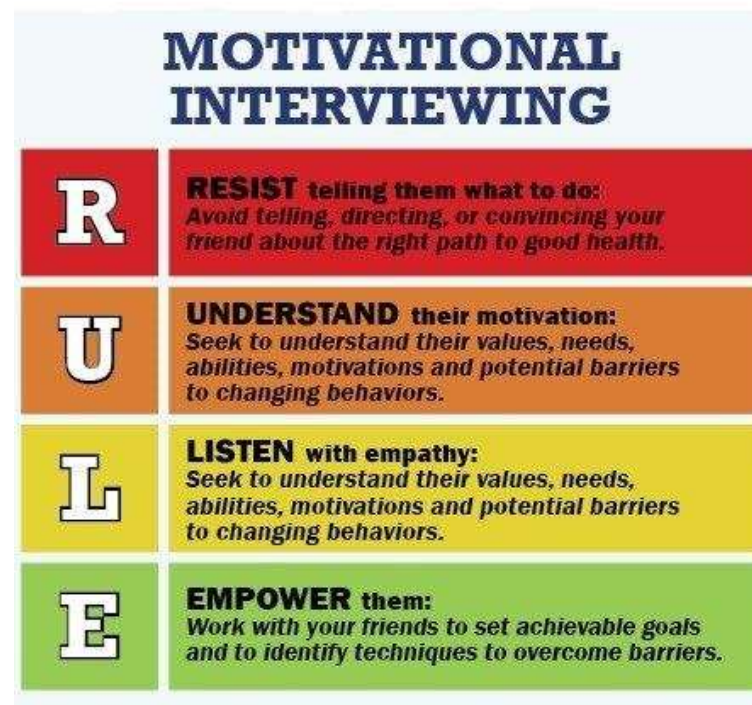 MOTIVATIONAL
INTERVIEWING
R
RESIST telling them what to do:
Avoid telling, directing, or convincing your
friend about the right path to good health.
U
UNDERSTAND their motivation:
Seek to understand their values, needs,
abilities, motivations and potential barriers
to changing behaviors.
L
LISTEN with empathy:
Seek to understand their values, needs,
abilities, motivations and potential barriers
to changing behaviors.
E
EMPOWER them:
Work with your friends to set achievable goals
and to identify techniques to overcome barriers.